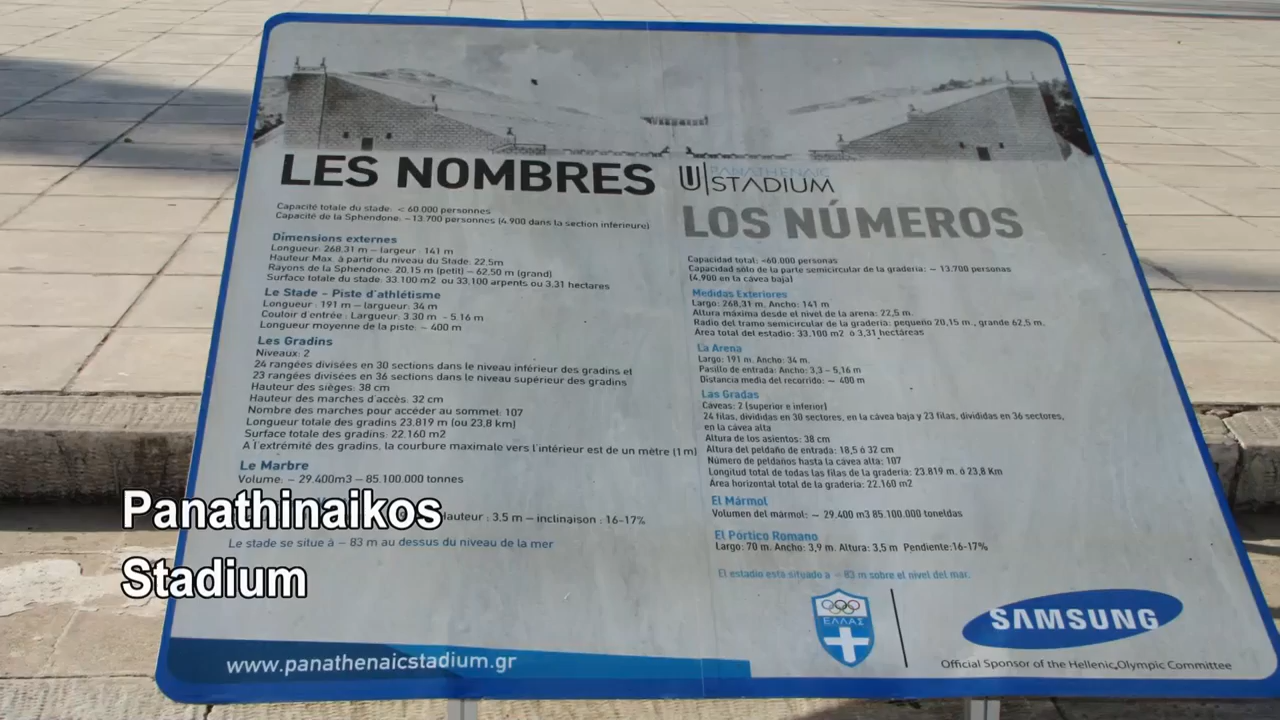 LES NOMBRES
Capacité totale du stade: < 60.000 personnes
Capacité de la Sphendone: ~13.700 personnes (4.900 dans la section inférieure)
Dimensions externes
Longueur: 268,31 m – largeur: 141 m
Hauteur Max. à partir du niveau du Stade: 22.5m
Rayons de la Sphendone: 20,15 m (petit) – 62,50 m (grand)
Surface totale du stade: 33.100 m2 ou 33,100 arpents ou 3.31 hectares
Le Stade - Piste d'athlétisme
Longueur : 191 m – largueur: 34 m
Couloir d'entrée : Largueur: 3.30 m - 5.16 m
Longueur moyenne de la piste: ~ 400 m
Les Gradins
Niveaux: 2
24 rangées divisées en 30 sections dans le niveau inférieur des gradins et
23 rangées divisées en 36 sections dans le niveau supérieur des gradins
Hauteur des sièges: 38 cm
Hauteur des marches d'accès: 32 cm
Nombre des marches pour accéder au sommet: 107
Longueur totale des gradins 23.819 m (ou 23,8 km)
Surface totale des gradins: 22.160 m2
A l'extrémité des gradins, la courbure maximale vers l'intérieur est de un mètre (1 m)
Le Marbre
Volume: ~ 29.400m3 – 85.100.000 tonnes
Hauteur : 3.5 m – inclinaison : 16-17%
Le stade se situe à ~ 83 m au dessus du niveau de la mer
www.panathenaicstadium.gr
PANATHENAIC
STADIUM
LOS NÚMEROS
Capacidad total: <60.000 personas
Capacidad sólo de la parte semicircular de la gradería: ~ 13.700 personas
(4.900 en la cávea baja)
Medidas Exteriores
Largo: 268,31 m. Ancho: 141 m
Altura máxima desde el nivel de la arena: 22,5 m.
Radio del tramo semicircular de la gradería: pequeño 20,15 m., grande 62,5 m.
Área total del estadio: 33.100 m2 o 3,31 hectáreas
La Arena
Largo: 191 m. Ancho: 34 m.
Pasillo de entrada: Ancho: 3,3 – 5,16 m
Distancia media del recorrido: ~ 400 m
Las Gradas
Cáveas: 2 (superior e inferior)
24 filas, divididas en 30 sectores, en la cávea baja y 23 filas, divididas en 36 sectores,
en la cávea alta
Altura de los asientos: 38 cm
Altura del peldaño de entrada: 18,5 ó 32 cm
Número de peldaños hasta la cávea alta: 107
Longitud total de todas las filas de la gradería: 23.819 m. ó 23,8 Km
Área horizontal total de la gradería: 22.160 m2
El Mármol
Volumen del mármol: ~ 29.400 m3 85.100.000 toneldas
El Pórtico Romano
Largo: 70 m. Ancho: 3,9 m. Altura: 3,5 m Pendiente:16-17%
El estadio está situado a ~ 83 m sobre el nivel del mar.
ΕΛΛΑΣ
SAMSUNG
Official Sponsor of the Hellenic Olympic Committee
Panathinaikos
Stadium